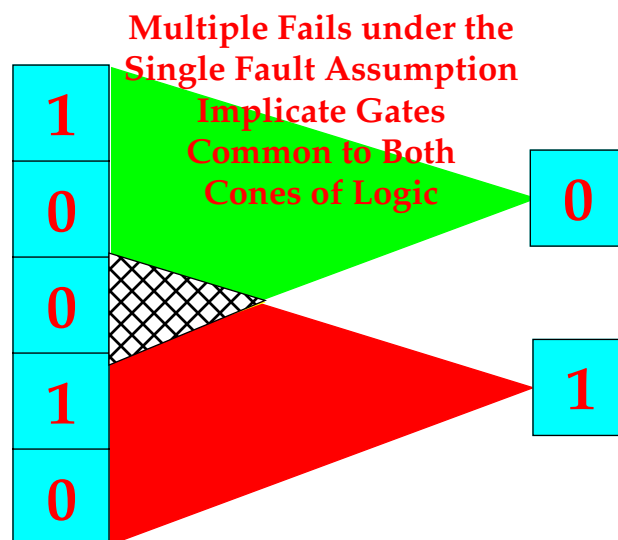 Multiple Fails under the
Single Fault Assumption
Implicate Gates
Common to Both
Cones of Logic
1
0
0
1
0
0
1